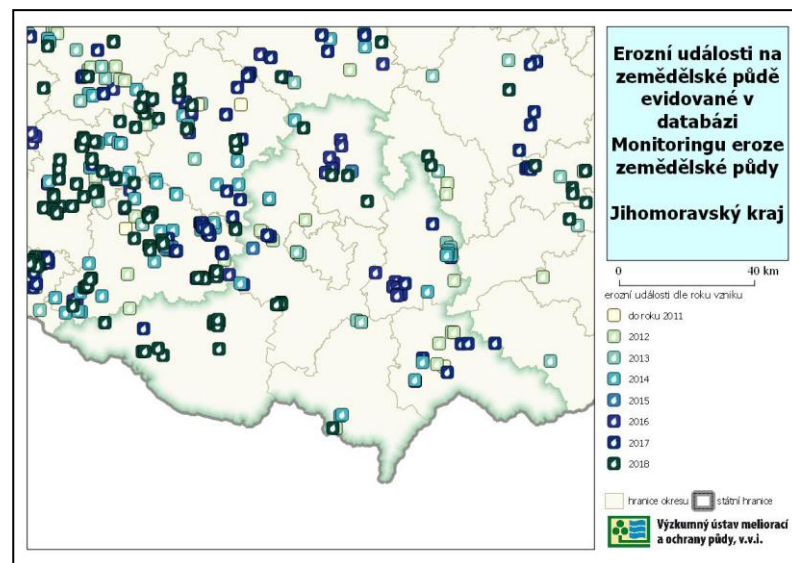 Erozní události na
zemědělské půdě
evidované v
databázi
Monitoringu eroze
zemědělské půdy
Jihomoravský kraj
0 40 km
erozní události dle roku vzniku
do roku 2011
2012
2013
2014
2015
2016
2017
2018
hranice okresu státní hranice
Výzkumný ústav meliorací
a ochrany půdy, v.v.i.